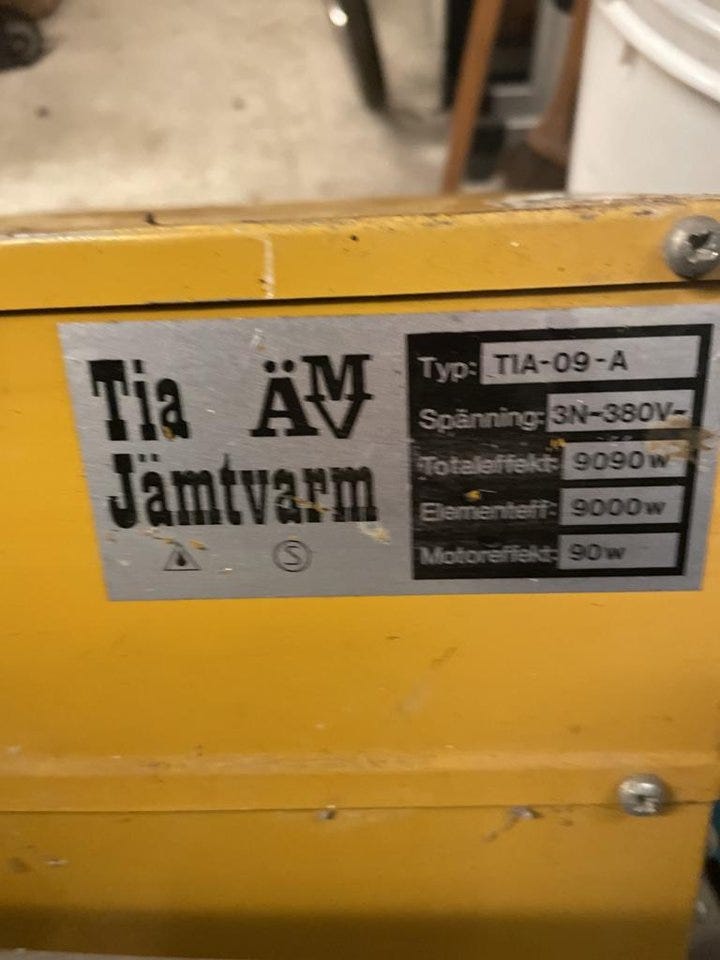 Tia ÄMV
Jämtvarm
S
Typ: TIA-09-A
Spänning: 3N~380V~
Totaleffekt: 9090w
Elementeff: 9000w
Motoreffekt: 90w